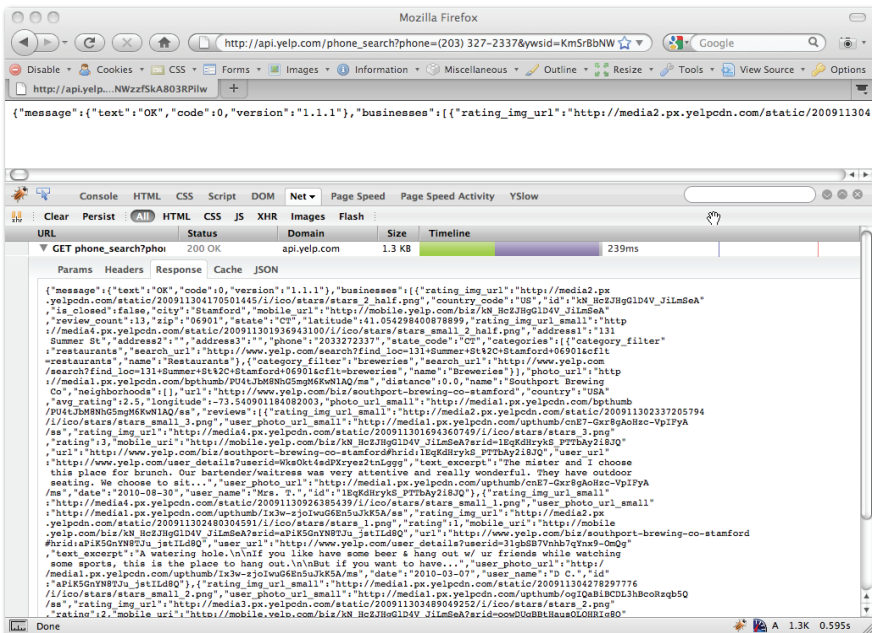 Mozilla Firefox
http://api.yelp.com/phone_search?phone=(203) 327-2337&ywsid=KmSrBbNW
Google
Disable Cookies CSS Forms Images Information Miscellaneous Outline Resize Tools View Source Options
http://api.yelp....NWzzfSkA803RPilw
{"message":{"text":"OK","code":0,"version":"1.1.1"},"businesses":[{"rating_img_url":"http://media2.px.yelpcdn.com/static/200911304
Console HTML CSS Script DOM Net Page Speed Page Speed Activity YSlow
Clear Persist All HTML CSS JS XHR Images Flash
URL Status Domain Size Timeline
GET phone_search?phon 200 OK api.yelp.com 1.3 KB 239ms
Params Headers Response Cache JSON
{"message":{"text":"OK","code":0,"version":"1.1.1"},"businesses":[{"rating_img_url":"http://media2.px
.yelpcdn.com/static/200911304170501445/i/ico/stars/stars_2_half.png","country_code":"US","id":"kN_HcZJHgGlD4V_JiLmSeA"
,"is_closed":false,"city":"Stamford","mobile_url":"http://mobile.yelp.com/biz/kN_HcZJHgGlD4V_JiLmSeA"
,"review_count":13,"zip":"06901","state":"CT","latitude":41.054298400878899,"rating_img_url_small":"http
://media4.px.yelpcdn.com/static/200911301936943100/i/ico/stars/stars_small_2_half.png","address1":"131
Summer St","address2":"","address3":"","phone":"2033272337","state_code":"CT","categories":[{"category_filter"
:"restaurants","search_url":"http://www.yelp.com/search?find_loc=131+Summer+St%2C+Stamford+06901&cflt
=restaurants","name":"Restaurants"},{"category_filter":"breweries","search_url":"http://www.yelp.com
/search?find_loc=131+Summer+St%2C+Stamford+06901&cflt=breweries","name":"Breweries"}],"photo_url":"http
://media1.px.yelpcdn.com/bpthumb/PU4tJbM8NhG5mgM6KwNlAQ/ms","distance":0.0,"name":"Southport Brewing
Co","neighborhoods":[],"url":"http://www.yelp.com/biz/southport-brewing-co-stamford","country":"USA"
,"avg_rating":2.5,"longitude":-73.540901184082003,"photo_url_small":"http://media1.px.yelpcdn.com/bpthumb
/PU4tJbM8NhG5mgM6KwNlAQ/ss","reviews":[{"rating_img_url_small":"http://media2.px.yelpcdn.com/static/200911302337205794
/i/ico/stars/stars_small_3.png","user_photo_url_small":"http://media1.px.yelpcdn.com/upthumb/cnE7-Gxr8gAoHzc-VpIFyA
/ss","rating_img_url":"http://media1.px.yelpcdn.com/static/200911301694360749/i/ico/stars/stars_3.png"
,"rating":3,"mobile_uri":"http://mobile.yelp.com/biz/kN_HcZJHgGlD4V_JiLmSeA?srid=lEqKdHrykS_PTTbAy2i8JQ"
,"url":"http://www.yelp.com/biz/southport-brewing-co-stamford#hrid:lEqKdHrykS_PTTbAy2i8JQ","user_url"
:"http://www.yelp.com/user_details?userid=WksOkt4sdPXryez2tnLggg","text_excerpt":"The mister and I choose
this place for brunch. Our bartender/waitress was very attentive and really wonderful. They have outdoor
seating. We choose to sit...","user_photo_url":"http://media1.px.yelpcdn.com/upthumb/cnE7-Gxr8gAoHzc-VpIFyA
/ms","date":"2010-08-30","user_name":"Mrs. T.","id":"lEqKdHrykS_PTTbAy2i8JQ"},{"rating_img_url_small"
:"http://media4.px.yelpcdn.com/static/20091130926385439/i/ico/stars/stars_small_1.png","user_photo_url_small"
:"http://media1.px.yelpcdn.com/upthumb/Ix3w-zjoIwuG6En5uJkK5A/ss","rating_img_url":"http://media2.px
.yelpcdn.com/static/200911302480304591/i/ico/stars/stars_1.png","rating":1,"mobile_uri":"http://mobile
.yelp.com/biz/kN_HcZJHgGlD4V_JiLmSeA?srid=aPiK5GnYN8TJu_jstILd8Q","url":"http://www.yelp.com/biz/southport-brewing-co-stamford
#hrid:aPiK5GnYN8TJu_jstILd8Q","user_url":"http://www.yelp.com/user_details?userid=3lgbSB7Vnhb7gYnx9-OmQg"
,"text_excerpt":"A watering hole.\n\nIf you like have some beer & hang out w/ ur friends while watching
some sports, this is the place to hang out.\n\nBut if you want to have...","user_photo_url":"http:/
/media1.px.yelpcdn.com/upthumb/Ix3w-zjoIwuG6En5uJkK5A/ms","date":"2010-03-07","user_name":"D C.","id"
:"aPiK5GnYN8TJu_jstILd8Q"},{"rating_img_url_small":"http://media1.px.yelpcdn.com/static/200911304278297776
/i/ico/stars/stars_small_2.png","user_photo_url_small":"http://media1.px.yelpcdn.com/upthumb/ogIQaBiBCDL3hBcoRzqb5Q
/ss","rating_img_url":"http://media3.px.yelpcdn.com/static/200911303489049252/i/ico/stars/stars_2.png"
Done A 1.3K 0.595s